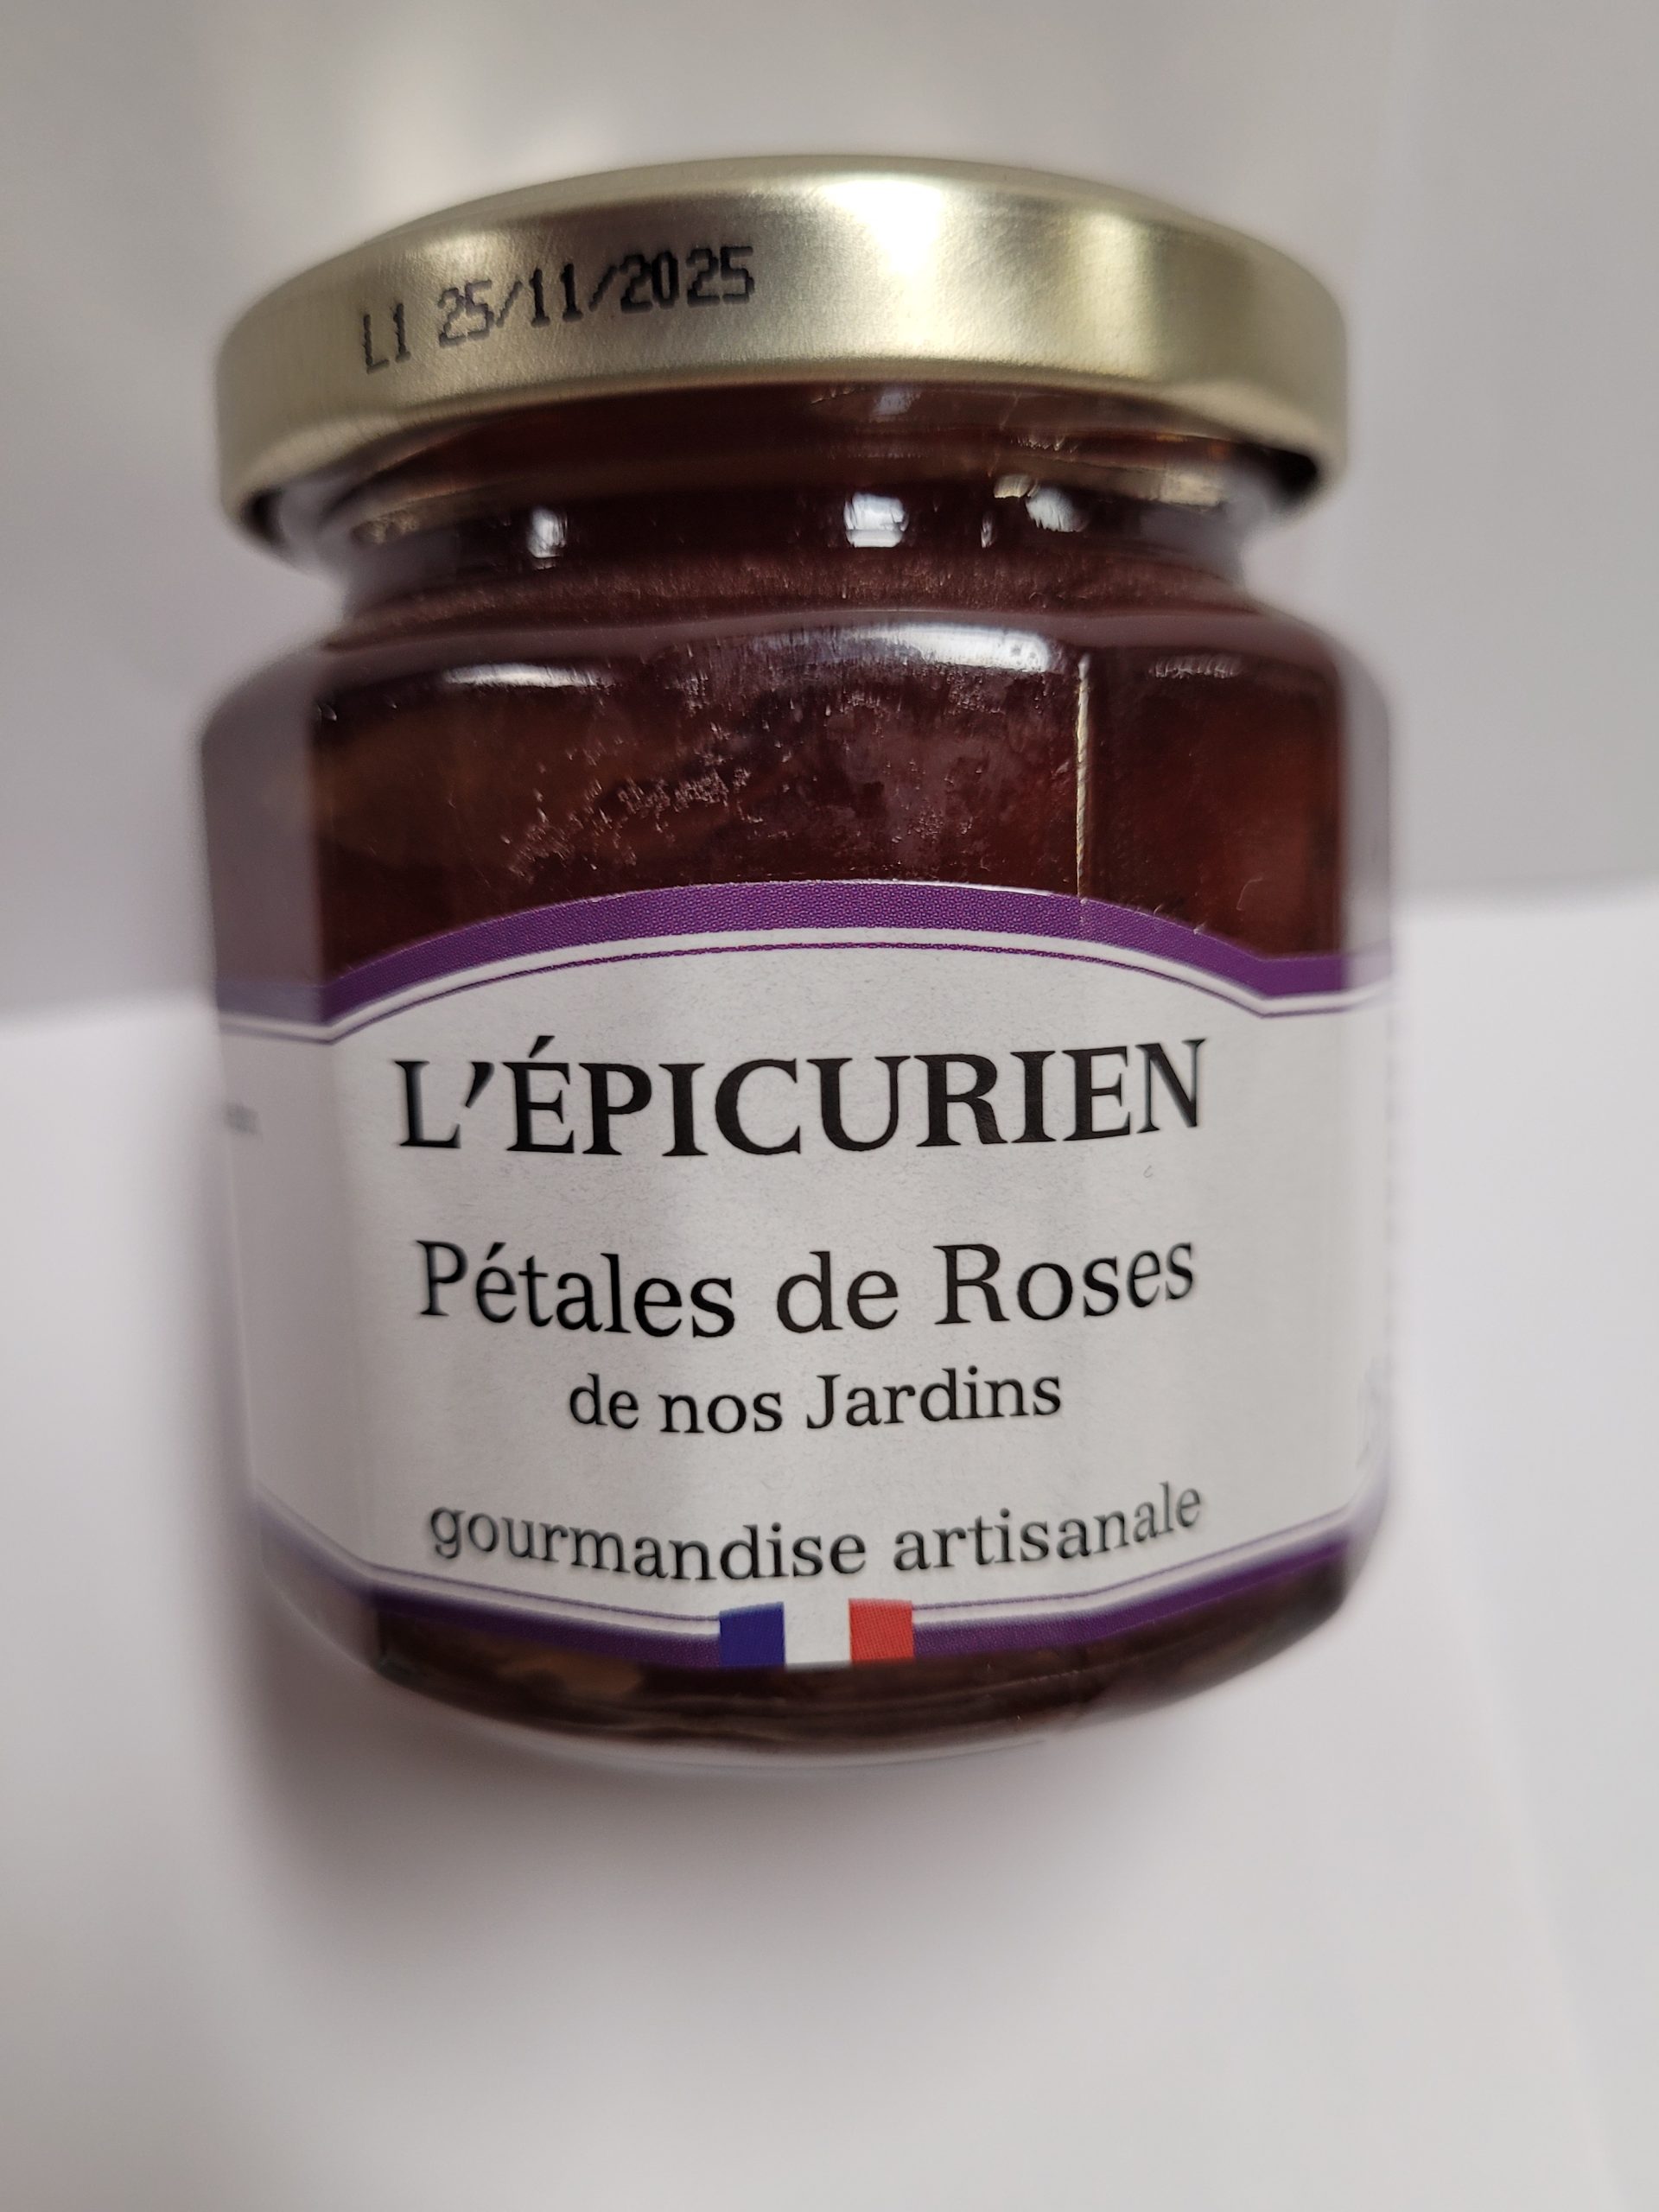 L1 25/11/2025
L'ÉPICURIEN
Pétales de Roses
de nos Jardins
gourmandise artisanale